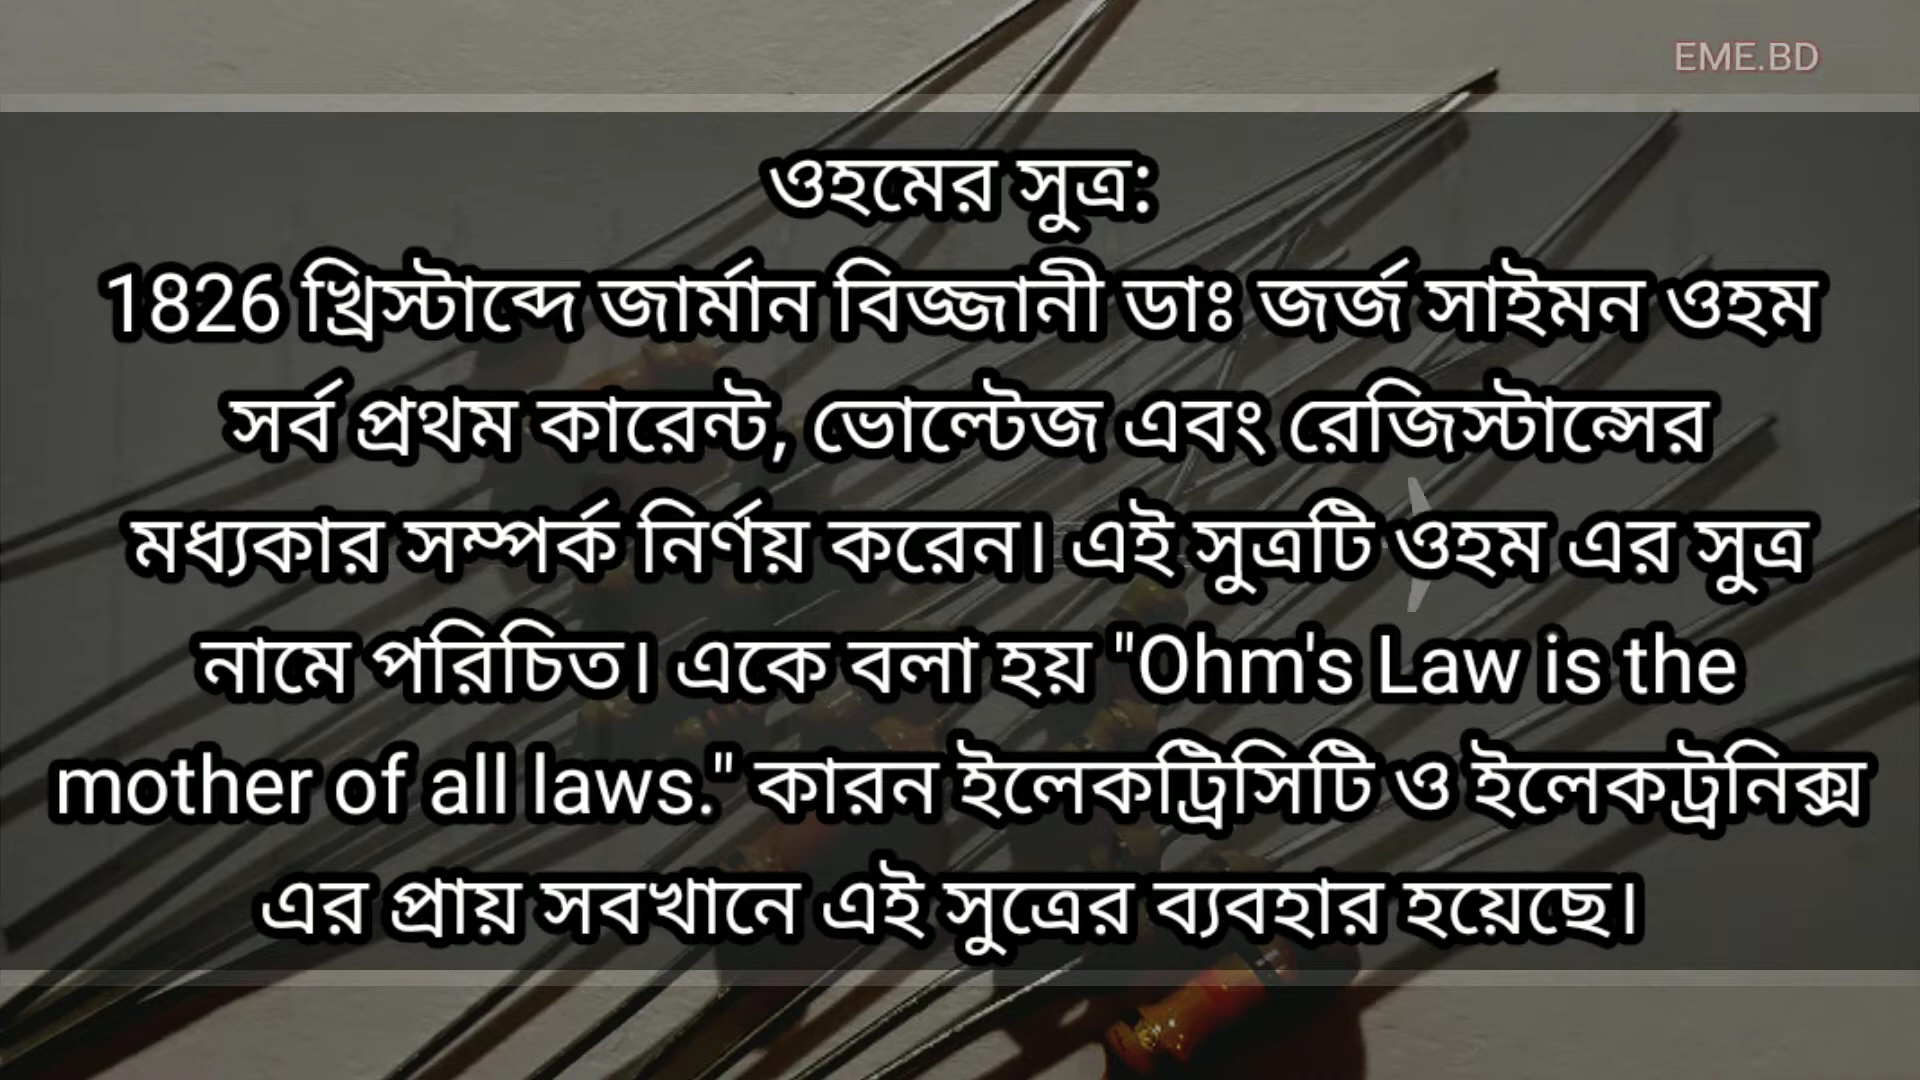 EME.BD
ওহমের সুত্র:
1826 খ্রিস্টাব্দে জার্মান বিজ্জানী ডাঃ জর্জ সাইমন ওহম
সর্ব প্রথম কারেন্ট, ভোল্টেজ এবং রেজিস্টান্সের
মধ্যকার সম্পর্ক নির্ণয় করেন। এই সুত্রটি ওহম এর সুত্র
নামে পরিচিত। একে বলা হয় "Ohm's Law is the
mother of all laws." কারন ইলেকট্রিসিটি ও ইলেকট্রনিক্স
এর প্রায় সবখানে এই সুত্রের ব্যবহার হয়েছে।